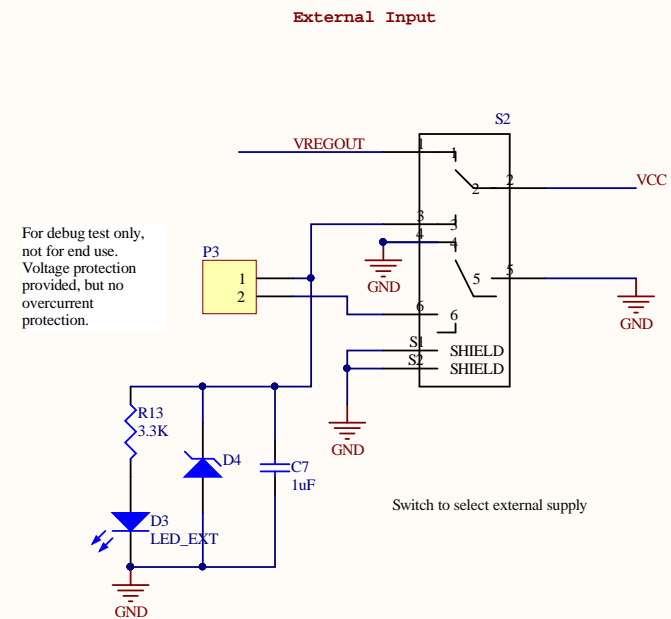 External Input
S2
VREGOUT
1
1
2
2
VCC
For debug test only,
not for end use.
Voltage protection
provided, but no
overcurrent
protection.
3
3
4
4
P3
1
2
5
5
GND
GND
6
6
S1
SHIELD
S2
SHIELD
GND
R13
3.3K
D4
C7
1uF
Switch to select external supply
D3
LED_EXT
GND